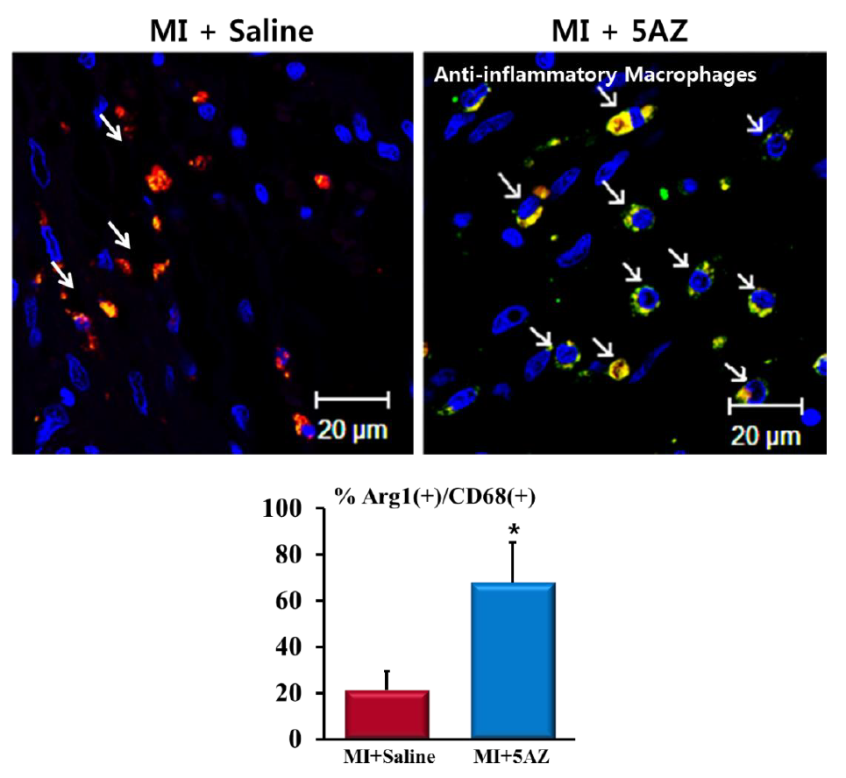 MI + Saline
MI + 5AZ
Anti-inflammatory Macrophages
20 µm
20 µm
% Arg1(+)/CD68(+)
100
80
60
40
20
0
*
MI+Saline
MI+5AZ